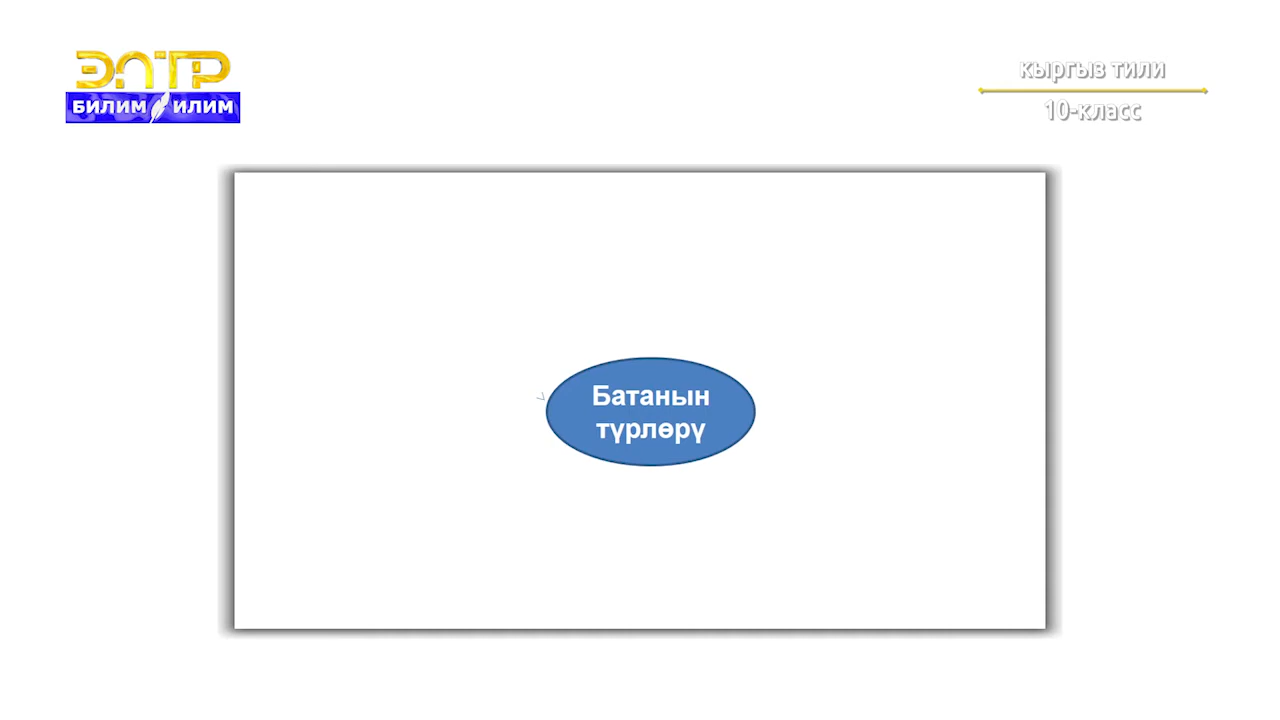 ЭЛТР
БИЛИМ ИЛИМ
кыргыз тили
10-класс
Батанын
түрлөрү